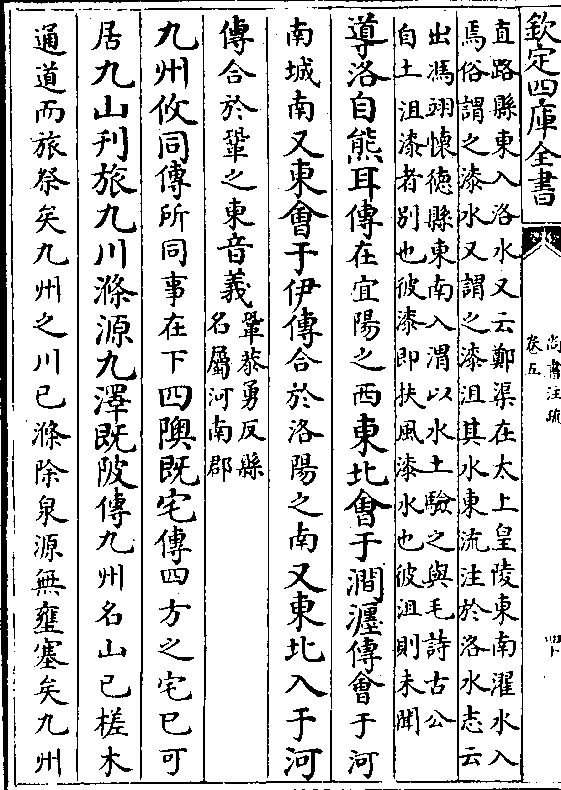 欽定四庫全書
尚書注疏
卷五
四十
直路縣東入洛水又云鄭渠在太上皇陵東南濯水入
焉俗謂之漆水又謂之漆沮其水東流注於洛水志云
出馮翊懐德縣東南入渭以水土驗之與毛詩古公
自土沮漆者别也彼漆即扶風漆水也彼沮則未聞
導洛自熊耳傳在宜陽之西東北會于澗瀍傳會于河
南城南又東會于伊傳合於洛陽之南又東北入于河
傳合於鞏之東音義鞏恭勇反縣
名屬河南郡
九州攸同傳所同事在下四隩既宅傳四方之宅已可
居九山刋旅九川滌源九澤既陂傳九州名山已槎木
通道而旅祭矣九州之川已滌除泉源無壅塞矣九州